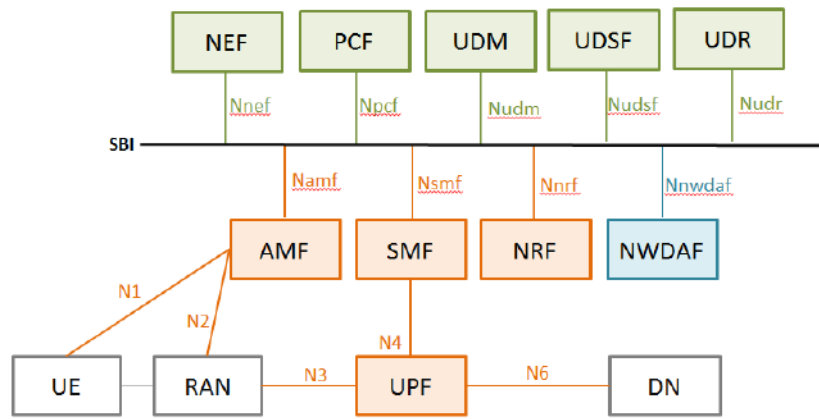 NEF PCF UDM UDSF UDR
Nnef Npcf Nudm Nudsf Nudr
SBI
Namf Nsmf Nnrf Nnwdaf
AMF SMF NRF NWDAF
N1
N2
N4
UE RAN N3 UPF N6 DN